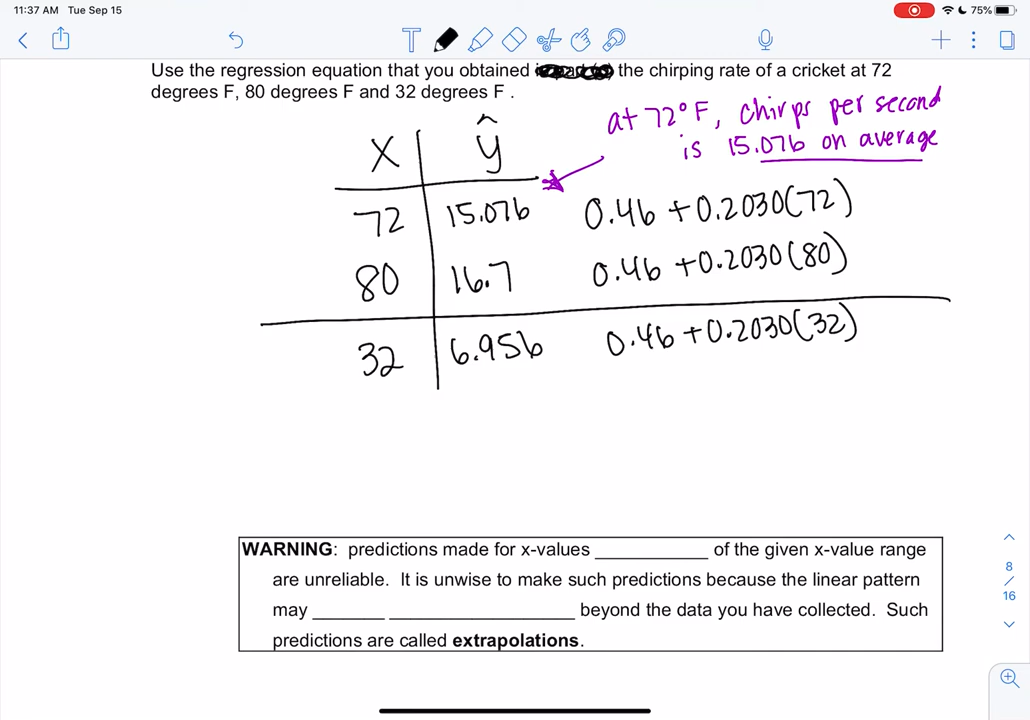 11:37 AM Tue Sep 15
75%
T
Use the regression equation that you obtained the chirping rate of a cricket at 72
degrees F, 80 degrees F and 32 degrees F .
at 72° F, chirps per second
is 15.076 on average
x ŷ
72 15.076 0.46 + 0.2030(72)
80 16.7 0.46 + 0.2030(80)
32 6.956 0.46 + 0.2030(32)
WARNING: predictions made for x-values ___________ of the given x-value range
are unreliable. It is unwise to make such predictions because the linear pattern
may _______ __________________ beyond the data you have collected. Such
predictions are called extrapolations.
8
/
16